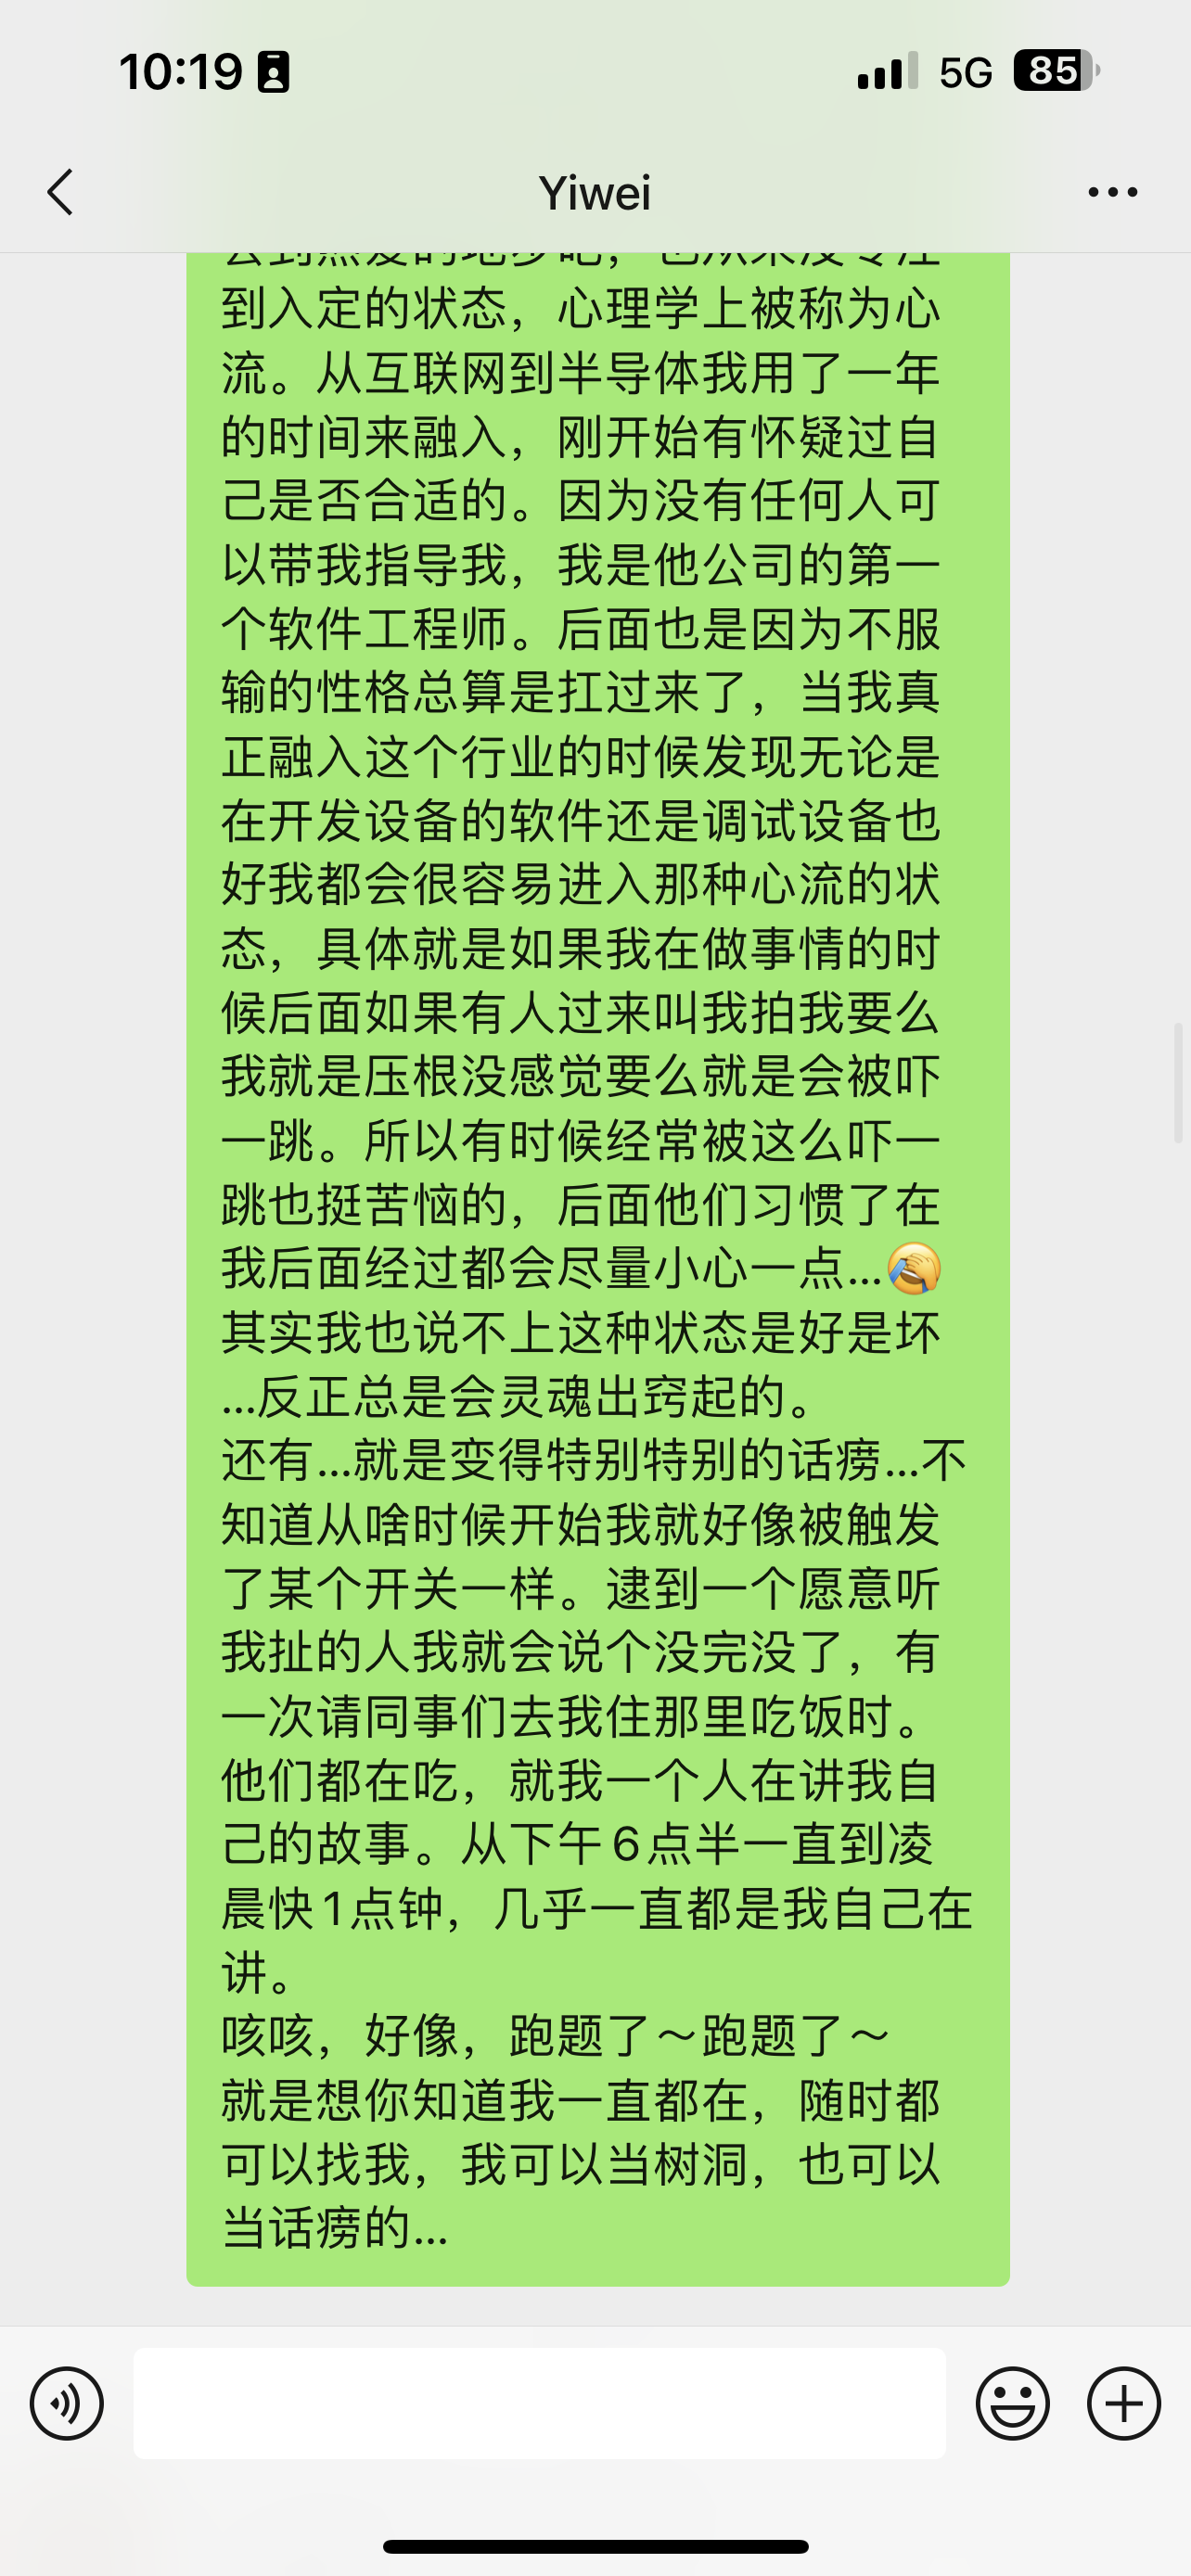 10:19
5G
85
Yiwei
到入定的状态，心理学上被称为心
流。从互联网到半导体我用了一年
的时间来融入，刚开始有怀疑过自
己是否合适的。因为没有任何人可
以带我指导我，我是他公司的第一
个软件工程师。后面也是因为不服
输的性格总算是扛过来了，当我真
正融入这个行业的时候发现无论是
在开发设备的软件还是调试设备也
好我都会很容易进入那种心流的状
态，具体就是如果我在做事情的时
候后面如果有人过来叫我拍我要么
我就是压根没感觉要么就是会被吓
一跳。所以有时候经常被这么吓一
跳也挺苦恼的，后面他们习惯了在
我后面经过都会尽量小心一点...🤣
其实我也说不上这种状态是好是坏
...反正总是会灵魂出窍起的。
还有...就是变得特别特别的话痨...不
知道从啥时候开始我就好像被触发
了某个开关一样。逮到一个愿意听
我扯的人我就会说个没完没了，有
一次请同事们去我住那里吃饭时。
他们都在吃，就我一个人在讲我自
己的故事。从下午6点半一直到凌
晨快1点钟，几乎一直都是我自己在
讲。
咳咳，好像，跑题了～跑题了～
就是想你知道我一直都在，随时都
可以找我，我可以当树洞，也可以
当话痨的...